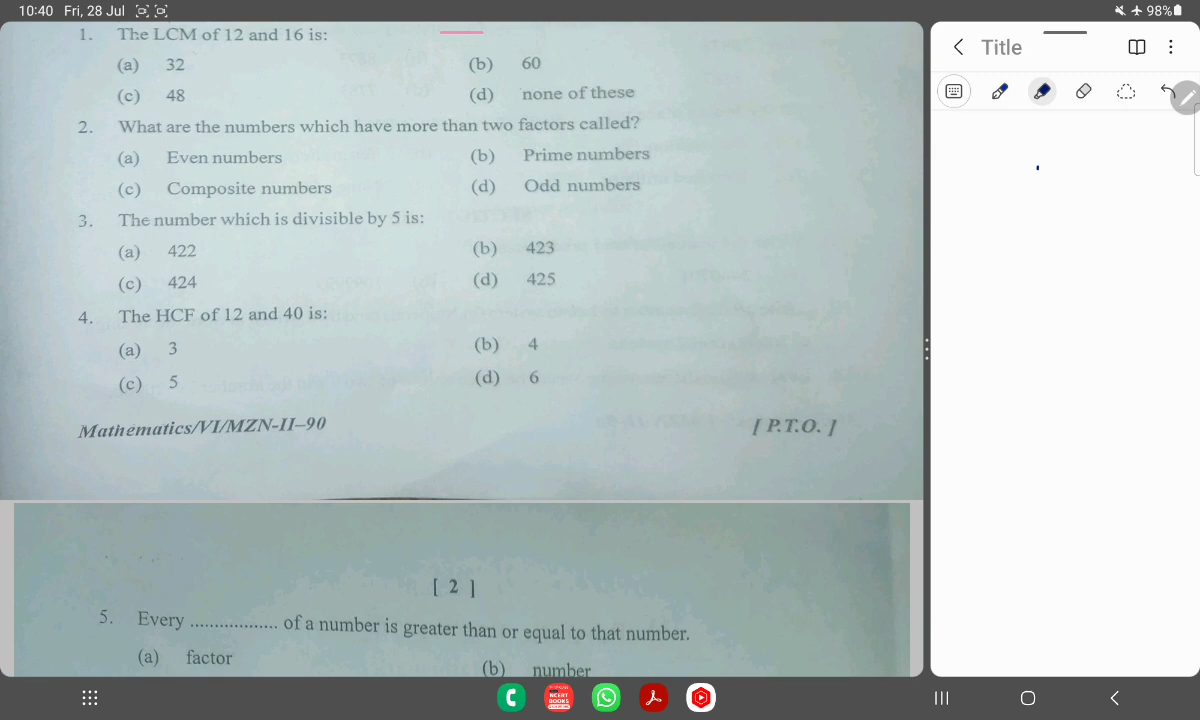 10:40 Fri, 28 Jul
98%
1. The LCM of 12 and 16 is:
(a) 32 (b) 60
(c) 48 (d) none of these
2. What are the numbers which have more than two factors called?
(a) Even numbers (b) Prime numbers
(c) Composite numbers (d) Odd numbers
3. The number which is divisible by 5 is:
(a) 422 (b) 423
(c) 424 (d) 425
4. The HCF of 12 and 40 is:
(a) 3 (b) 4
(c) 5 (d) 6
Mathematics/VI/MZN-II–90 [ P.T.O. ]
[ 2 ]
5. Every .................. of a number is greater than or equal to that number.
(a) factor (b) number
Title
NCERT
BOOKS